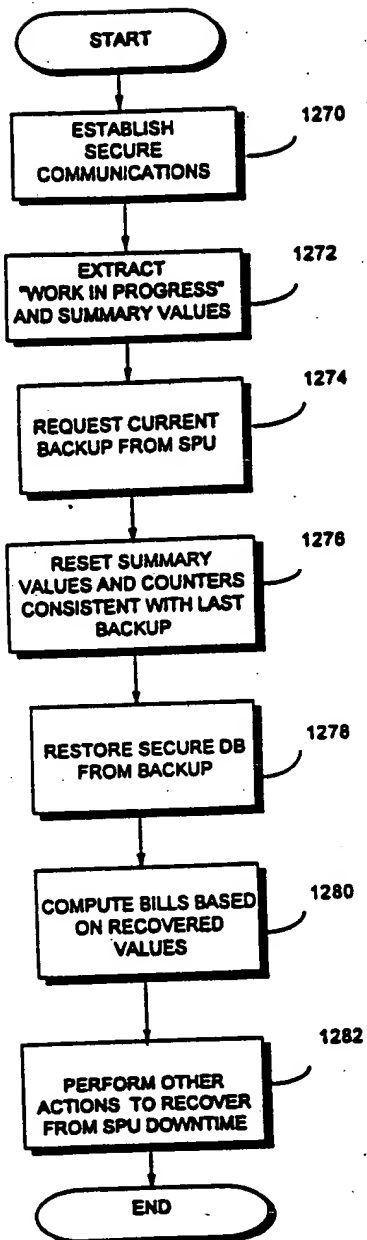 START
1270
ESTABLISH
SECURE
COMMUNICATIONS
1272
EXTRACT
"WORK IN PROGRESS"
AND SUMMARY VALUES
1274
REQUEST CURRENT
BACKUP FROM SPU
1276
RESET SUMMARY
VALUES AND COUNTERS
CONSISTENT WITH LAST
BACKUP
1278
RESTORE SECURE DB
FROM BACKUP
1280
COMPUTE BILLS BASED
ON RECOVERED
VALUES
1282
PERFORM OTHER
ACTIONS TO RECOVER
FROM SPU DOWNTIME
END